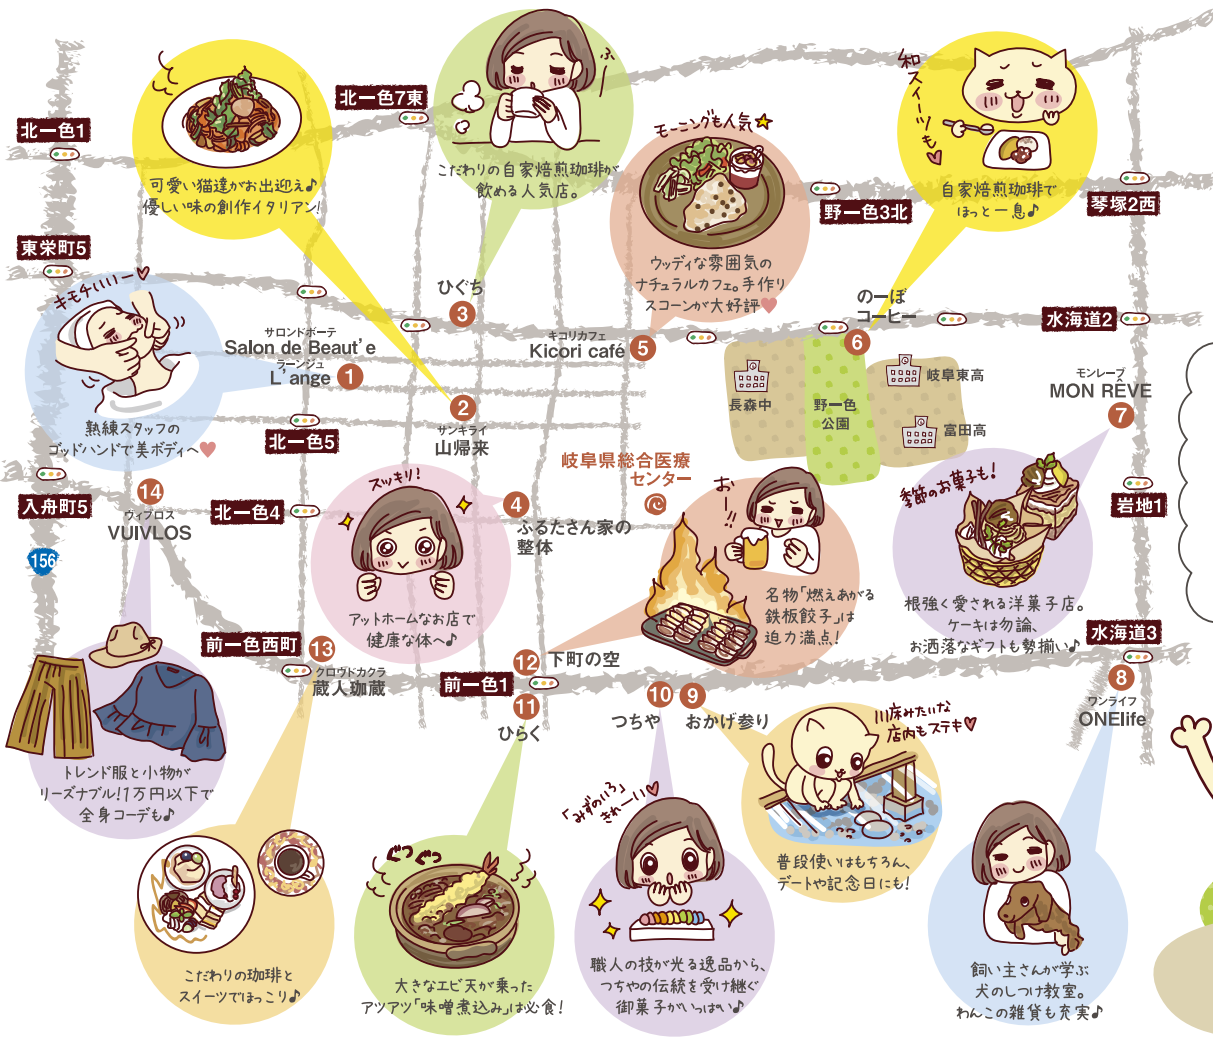 北一色1
北一色7東
東栄町5
野一色3北
琴塚2西
水海道2
北一色5
入舟町5
北一色4
156
岩地1
前一色西町
前一色1
水海道3
可愛い猫達がお出迎え♪
優しい味の創作イタリアン!
ふー
こだわりの自家焙煎珈琲が
飲める人気店。
モーニングも人気★
ウッディな雰囲気の
ナチュラルカフェ。手作り
スコーンが大好評♥
和スイーツも♥
自家焙煎珈琲で
ほっと一息♪
キモチいいー♥
熟練スタッフの
ゴッドハンドで美ボディへ♥
サロンドボーテ
Salon de Beaut'e
ラーンジュ
L'ange
1
2
サンキライ
山帰来
ひぐち
3
キコリカフェ
Kicori café
5
のーぼ
コーヒー
6
長森中
野一色
公園
岐阜東高
富田高
モンレーブ
MON RÊVE
7
岐阜県総合医療
センター
4
ふるたさん家の
整体
スッキリ!
アットホームなお店で
健康な体へ♪
14
ヴィブロス
VUIVLOS
トレンド服と小物が
リーズナブル!1万円以下で
全身コーデも♪
お—!!
名物「燃えあがる
鉄板餃子」は
迫力満点!
季節のお菓子も!
根強く愛される洋菓子店。
ケーキは勿論、
お洒落なギフトも勢揃い♪
13
クロウドカクラ
蔵人珈蔵
こだわりの珈琲と
スイーツでほっこり♪
12
下町の空
11
ひらく
ぐつ ぐつ
大きなエビ天が乗った
アツアツ「味噌煮込み」は必食!
10
つちや
「みずのいろ」
きれーい♥
職人の技が光る逸品から、
つちやの伝統を受け継ぐ
御菓子がいっぱい♪
9
おかげ参り
川床みたいな
店内もステキ♥
普段使いはもちろん、
デートや記念日にも!
8
ワンライフ
ONElife
飼い主さんが学ぶ
犬のしつけ教室。
わんこの雑貨も充実♪